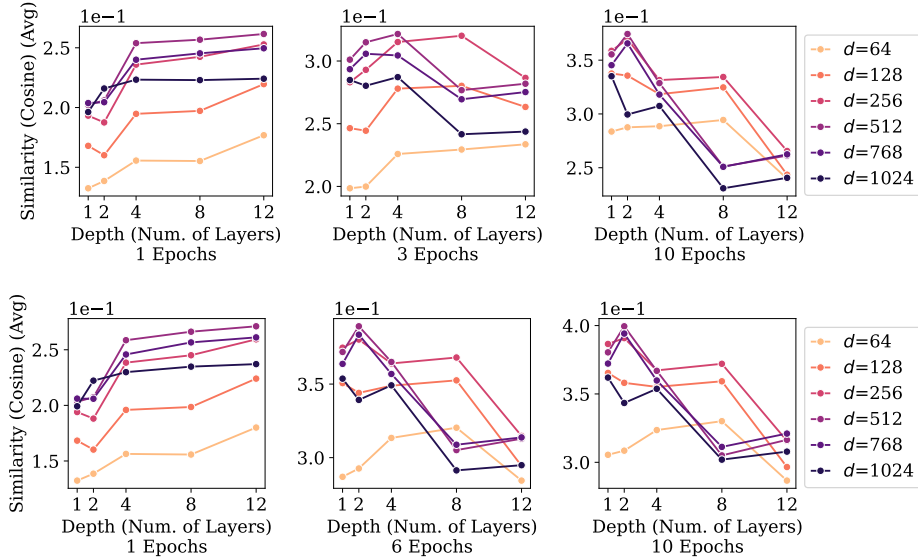 1e−1
1e−1
1e−1
Similarity (Cosine) (Avg)
2.5
2.0
1.5
3.0
2.5
2.0
3.5
3.0
2.5
1 2 4 8 12
1 2 4 8 12
1 2 4 8 12
Depth (Num. of Layers)
1 Epochs
Depth (Num. of Layers)
3 Epochs
Depth (Num. of Layers)
10 Epochs
d=64
d=128
d=256
d=512
d=768
d=1024
1e−1
1e−1
1e−1
Similarity (Cosine) (Avg)
2.5
2.0
1.5
3.5
3.0
4.0
3.5
3.0
1 2 4 8 12
1 2 4 8 12
1 2 4 8 12
Depth (Num. of Layers)
1 Epochs
Depth (Num. of Layers)
6 Epochs
Depth (Num. of Layers)
10 Epochs
d=64
d=128
d=256
d=512
d=768
d=1024